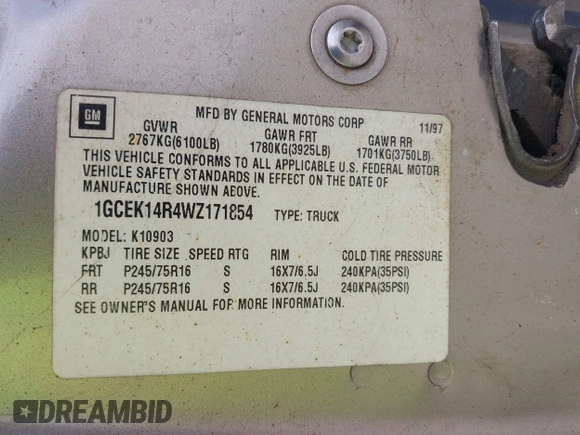 GM
MFD BY GENERAL MOTORS CORP 11/97
GVWR GAWR FRT GAWR RR
2767KG(6100LB) 1780KG(3925LB) 1701KG(3750LB)
THIS VEHICLE CONFORMS TO ALL APPLICABLE U.S. FEDERAL MOTOR
VEHICLE SAFETY STANDARDS IN EFFECT ON THE DATE OF
MANUFACTURE SHOWN ABOVE.
1GCEK14R4WZ171854 TYPE: TRUCK
MODEL: K10903
KPBJ TIRE SIZE SPEED RTG RIM COLD TIRE PRESSURE
FRT P245/75R16 S 16X7/6.5J 240KPA(35PSI)
RR P245/75R16 S 16X7/6.5J 240KPA(35PSI)
SEE OWNER'S MANUAL FOR MORE INFORMATION.
DREAMBID